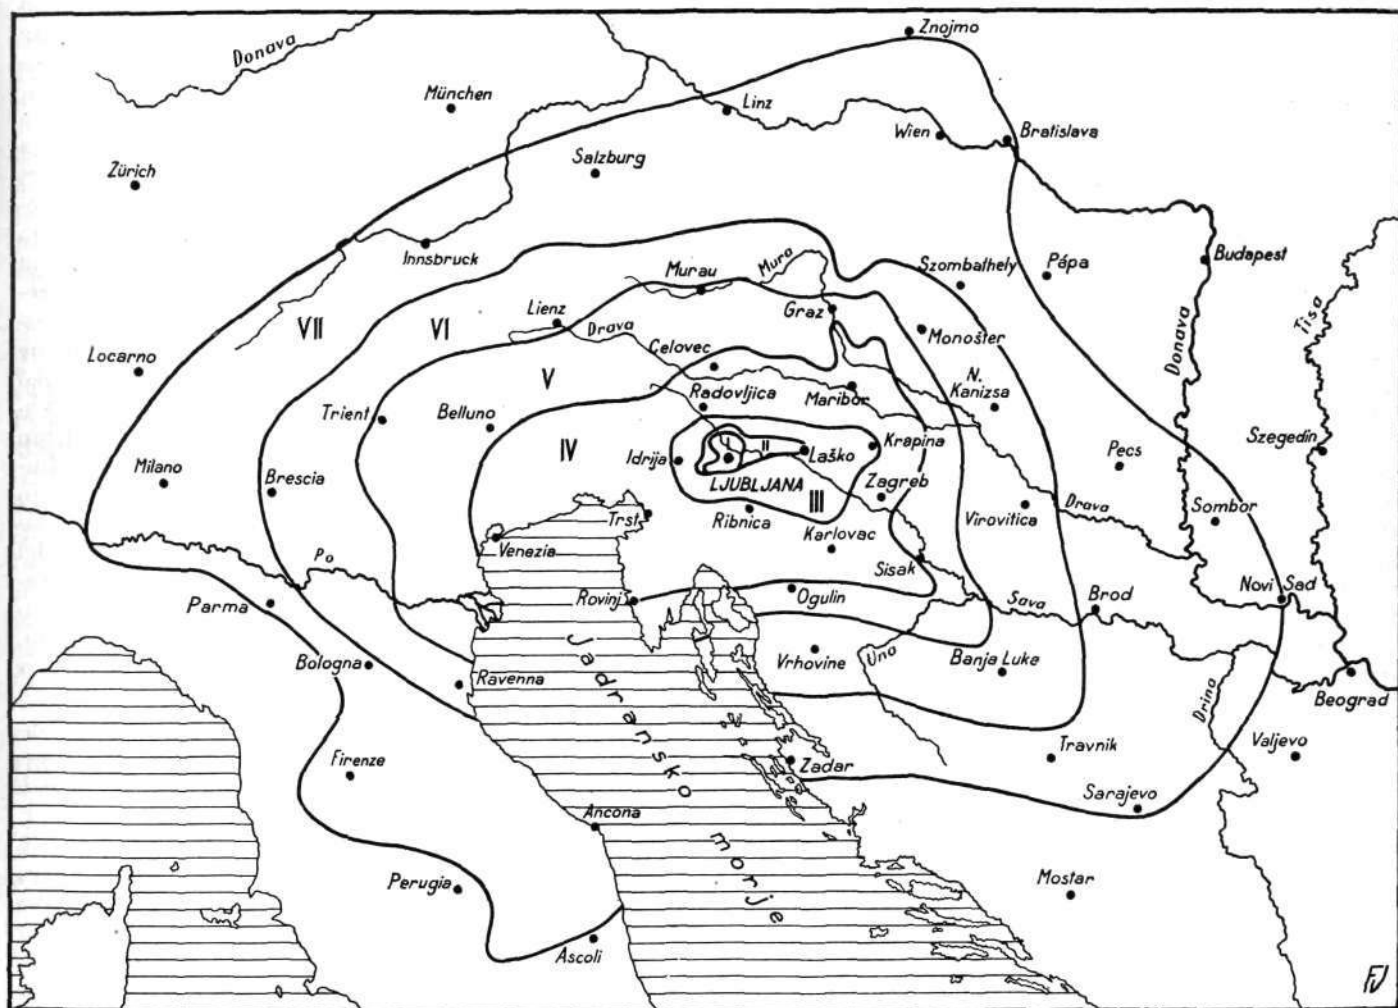 Znojmo
Donava
München
Linz
Wien
Bratislava
Salzburg
Zürich
Innsbruck
Murau
Mura
Szombathely
Pápa
Budapest
VII
VI
Lienz
Drava
Graz
Monošter
Donava
Tisa
Locarno
Celovec
V
Radovljica
Maribor
N.
Kanizsa
Trient
Belluno
I
II
Krapina
Szegedin
IV
Idrija
Laško
Pecs
Milano
Brescia
LJUBLJANA
III
Zagreb
Drava
Sombor
Trst
Ribnica
Virovitica
Venezia
Karlovac
Po
Sisak
Novi Sad
Parma
Rovinj
Ogulin
Sava
Brod
Bologna
Vrhovine
Una
Banja Luke
Ravenna
Drina
Beograd
Jadransko morje
Firenze
Zadar
Travnik
Valjevo
Sarajevo
Ancona
Perugia
Mostar
Ascoli
FJ